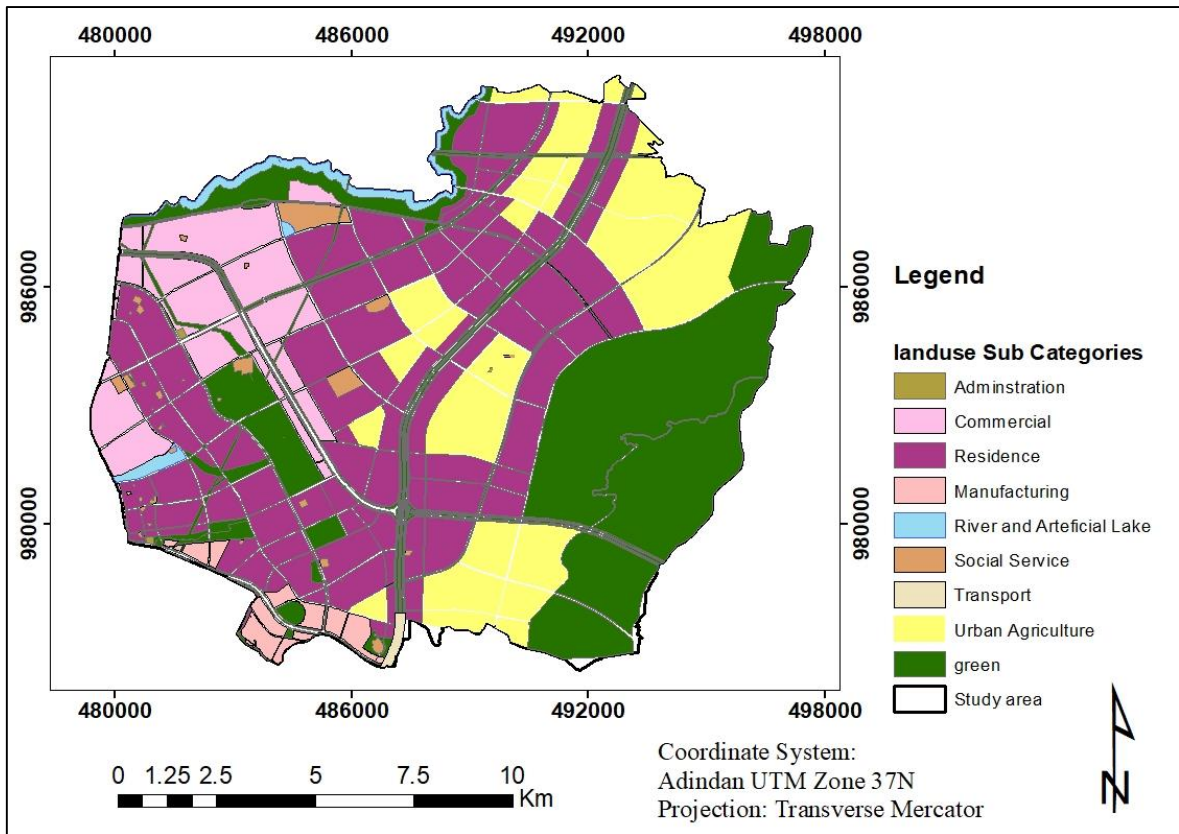 480000 486000 492000 498000
986000 986000
980000 980000
480000 486000 492000 498000
Legend
landuse Sub Categories
Adminstration
Commercial
Residence
Manufacturing
River and Arteficial Lake
Social Service
Transport
Urban Agriculture
green
Study area
0 1.25 2.5 5 7.5 10
Km
Coordinate System:
Adindan UTM Zone 37N
Projection: Transverse Mercator
N